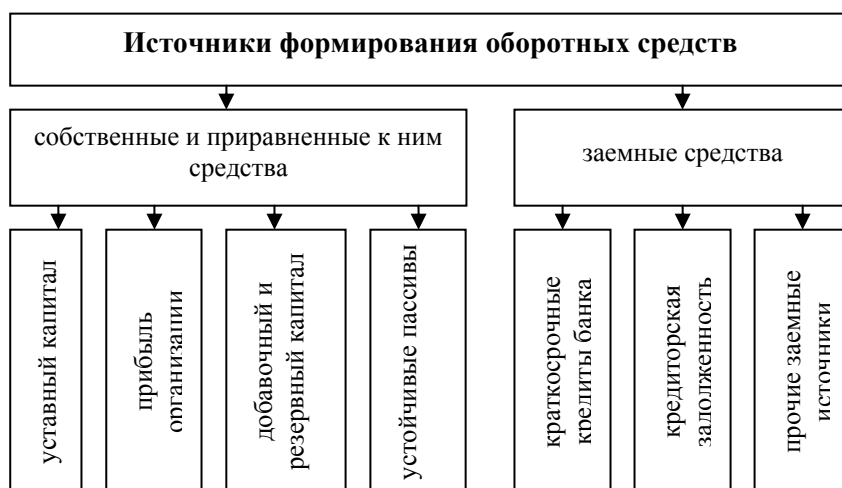 Источники формирования оборотных средств
собственные и приравненные к ним
средства
заемные средства
уставный капитал
прибыль
организации
добавочный и
резервный капитал
устойчивые пассивы
краткосрочные
кредиты банка
кредиторская
задолженность
прочие заемные
источники